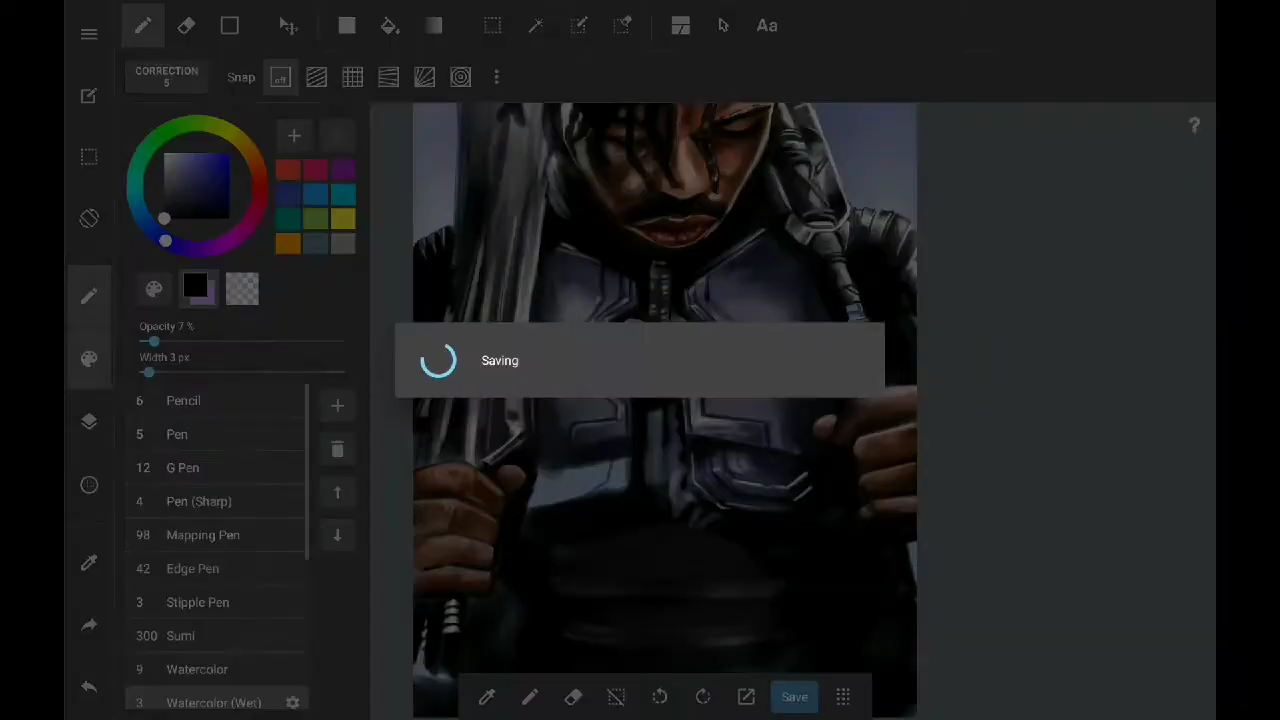 Aa
CORRECTION
5
Snap
off
?
Opacity 7 %
Width 3 px
6 Pencil
5 Pen
12 G Pen
4 Pen (Sharp)
98 Mapping Pen
42 Edge Pen
3 Stipple Pen
300 Sumi
9 Watercolor
3 Watercolor (Wet)
Saving
Save